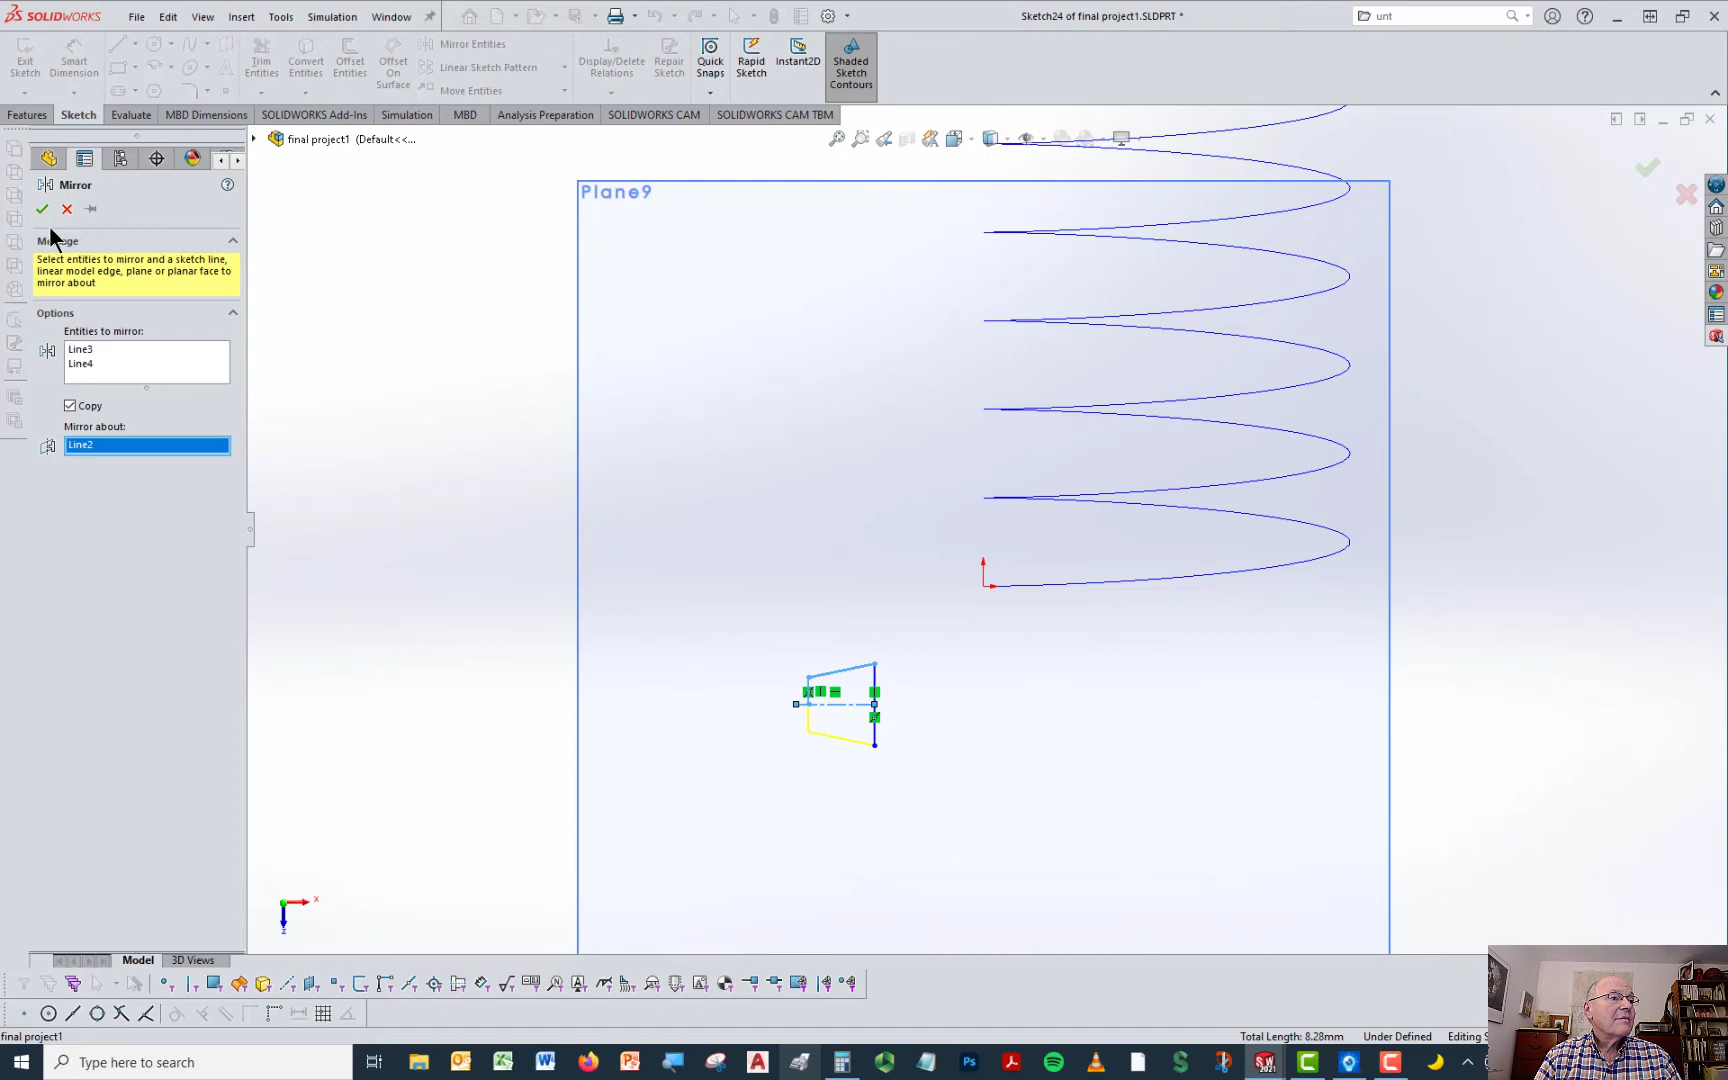 SOLIDWORKS File Edit View Insert Tools Simulation Window Sketch24 of final project1.SLDPRT * unt
Exit Sketch
Smart Dimension
Trim Entities
Convert Entities
Offset Entities
Offset On Surface
Mirror Entities
Linear Sketch Pattern
Move Entities
Display/Delete Relations
Repair Sketch
Quick Snaps
Rapid Sketch
Instant2D
Shaded Sketch Contours
Features Sketch Evaluate MBD Dimensions SOLIDWORKS Add-Ins Simulation MBD Analysis Preparation SOLIDWORKS CAM SOLIDWORKS CAM TBM
final project1 (Default<<...
Mirror
Plane9
Select entities to mirror and a sketch line,
linear model edge, plane or planar face to
mirror about
Options
Entities to mirror:
Line3
Line4
Copy
Mirror about:
Line2
x
z
Model 3D Views
final project1 Total Length: 8.28mm Under Defined Editing S
Type here to search